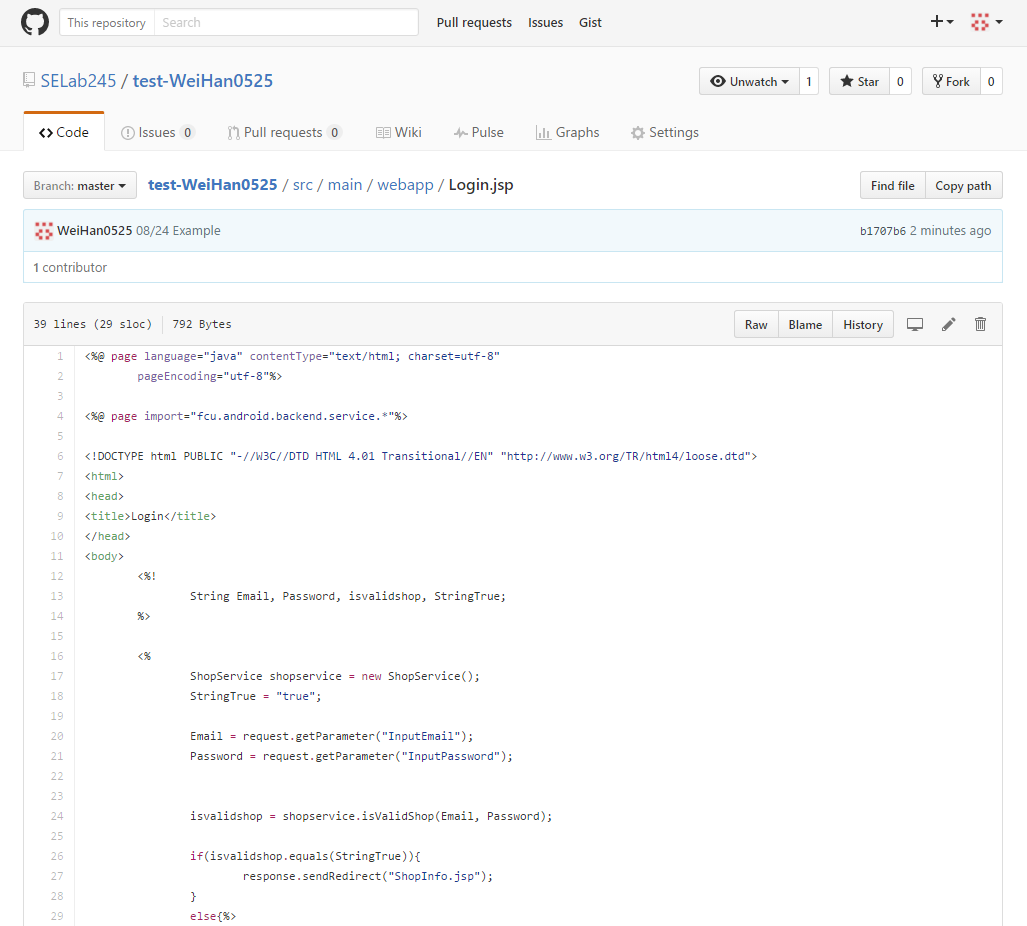 This repository Search Pull requests Issues Gist
SELab245 / test-WeiHan0525 Unwatch 1 Star 0 Fork 0
Code Issues 0 Pull requests 0 Wiki Pulse Graphs Settings
Branch: master test-WeiHan0525 / src / main / webapp / Login.jsp Find file Copy path
WeiHan0525 08/24 Example b1707b6 2 minutes ago
1 contributor
39 lines (29 sloc) 792 Bytes Raw Blame History
1 <%@ page language="java" contentType="text/html; charset=utf-8"
2 pageEncoding="utf-8"%>
3
4 <%@ page import="fcu.android.backend.service.*"%>
5
6 <!DOCTYPE html PUBLIC "-//W3C//DTD HTML 4.01 Transitional//EN" "http://www.w3.org/TR/html4/loose.dtd">
7 <html>
8 <head>
9 <title>Login</title>
10 </head>
11 <body>
12 <%!
13 String Email, Password, isvalidshop, StringTrue;
14 %>
15
16 <%
17 ShopService shopservice = new ShopService();
18 StringTrue = "true";
19
20 Email = request.getParameter("InputEmail");
21 Password = request.getParameter("InputPassword");
22
23
24 isvalidshop = shopservice.isValidShop(Email, Password);
25
26 if(isvalidshop.equals(StringTrue)){
27 response.sendRedirect("ShopInfo.jsp");
28 }
29 else{%>